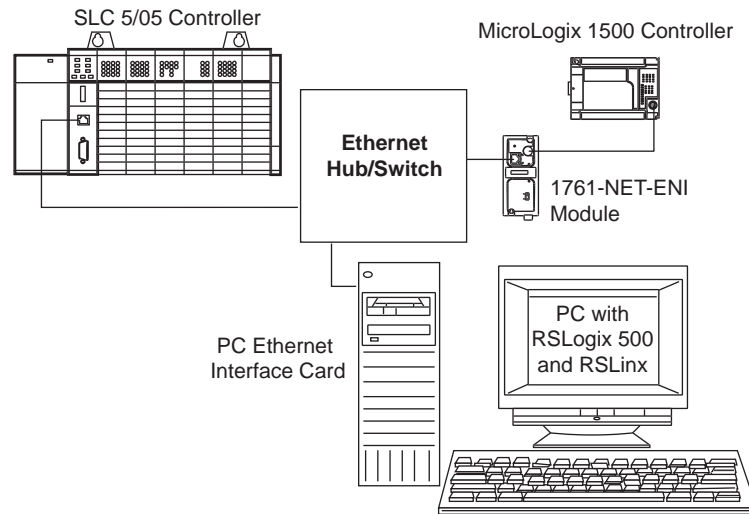 SLC 5/05 Controller
MicroLogix 1500 Controller
Ethernet
Hub/Switch
1761-NET-ENI
Module
PC Ethernet
Interface Card
PC with
RSLogix 500
and RSLinx